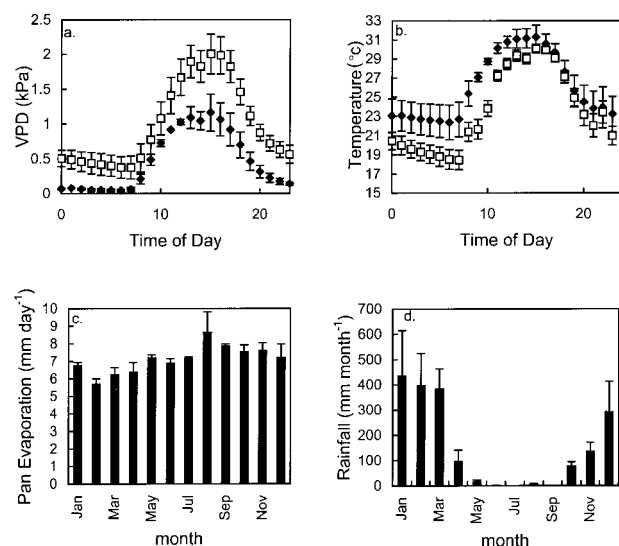 a.
2.5
2
1.5
1
0.5
0
VPD (kPa)
0 10 20
Time of Day
b.
33
31
29
27
25
23
21
19
17
15
Temperature (°c)
0 10 20
Time of Day
c.
10
9
8
7
6
5
4
3
2
1
0
Pan Evaporation (mm day⁻¹)
Jan Mar May Jul Sep Nov
month
d.
700
600
500
400
300
200
100
0
Rainfall (mm month⁻¹)
Jan Mar May Jul Sep Nov
month